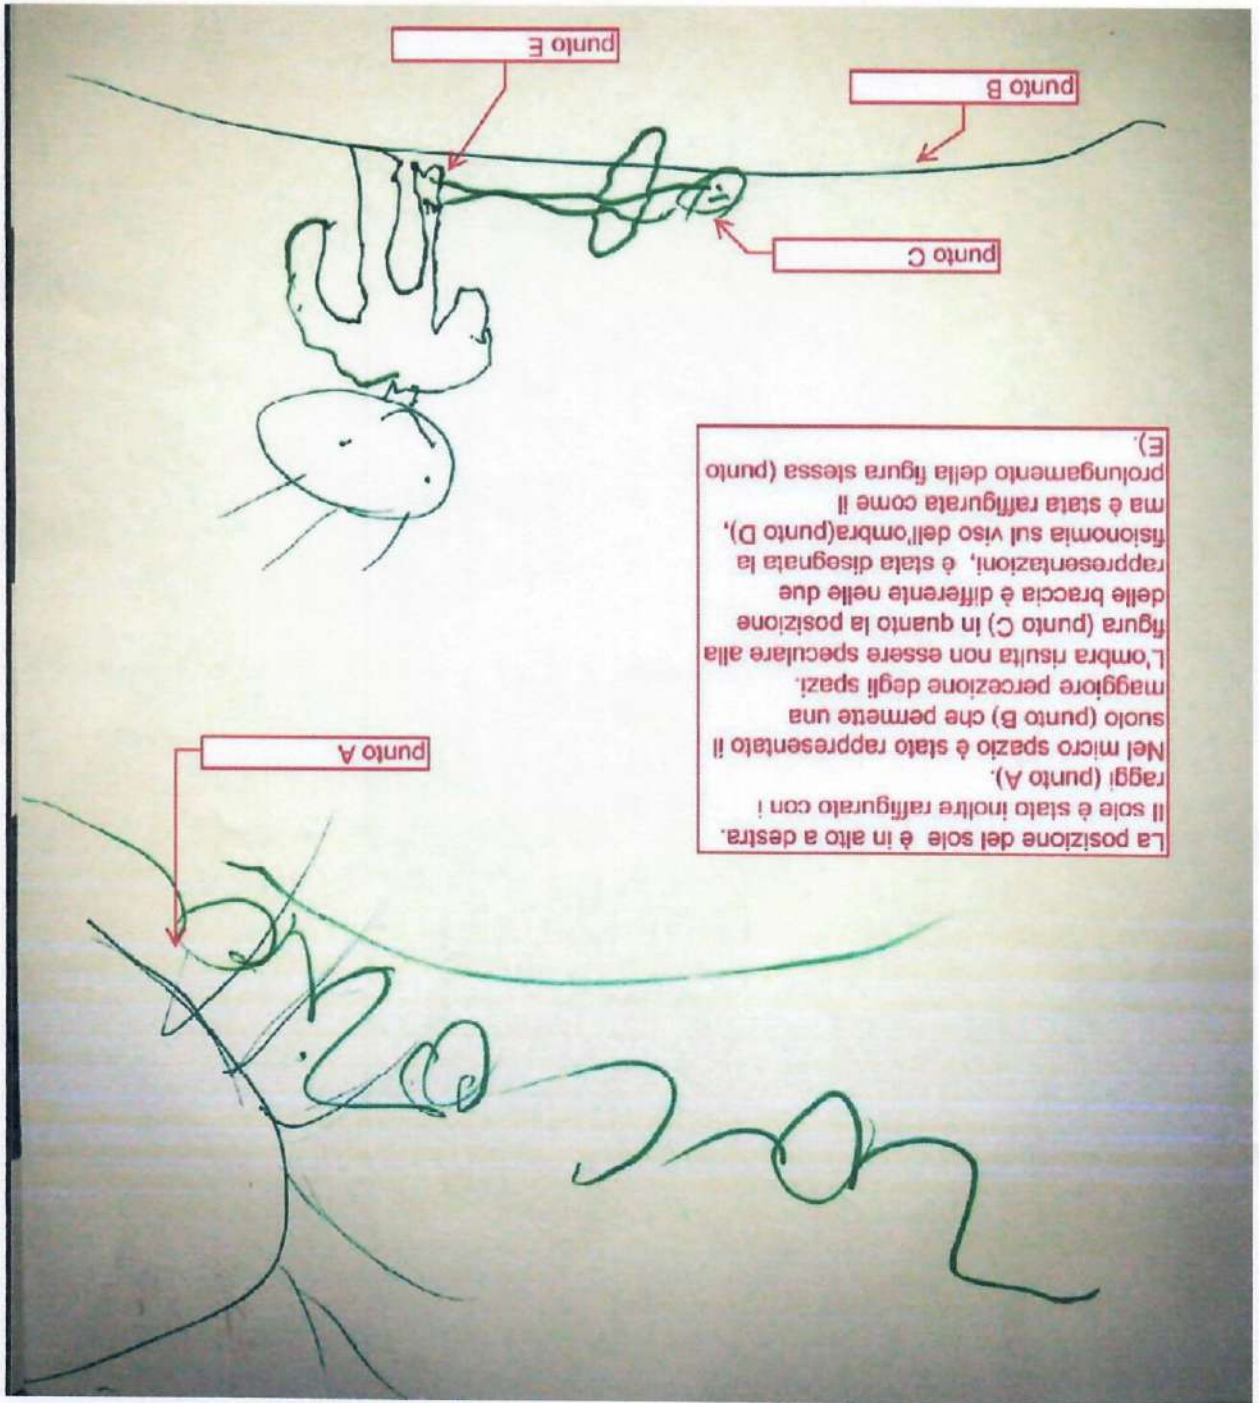 La posizione del sole è in alto a destra.
Il sole è stato inoltre raffigurato con i
raggi (punto A).
Nel micro spazio è stato rappresentato il
suolo (punto B) che permette una
maggiore percezione degli spazi.
L'ombra risulta non essere speculare alla
figura (punto C) in quanto la posizione
delle braccia è differente nelle due
rappresentazioni, è stata disegnata la
fisionomia sul viso dell'ombra(punto D),
ma è stata raffigurata come il
prolungamento della figura stessa (punto
E).
punto A
punto C
punto B
punto E